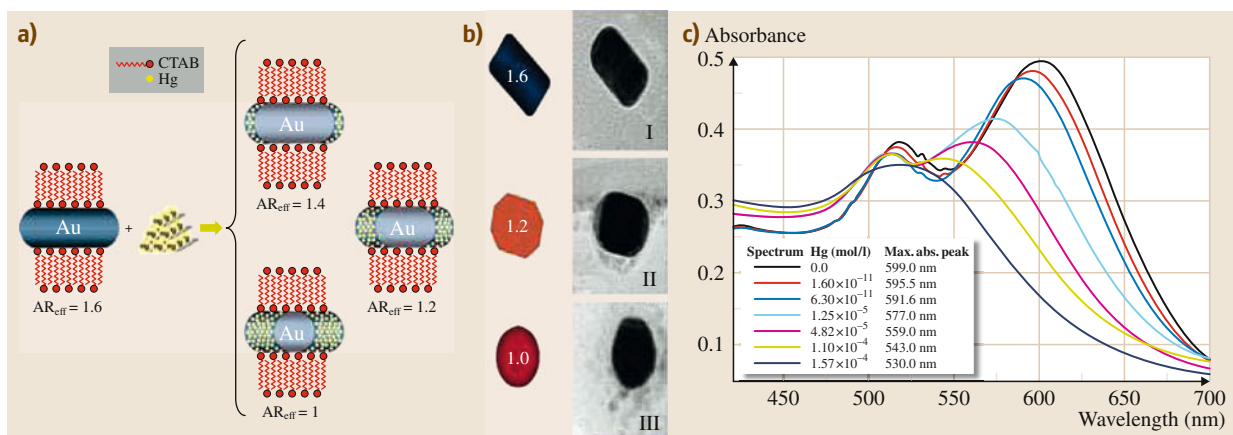 a)
CTAB
Hg
Au
AR_eff = 1.4
Au
+
AR_eff = 1.6
Au
AR_eff = 1.2
Au
AR_eff = 1
b)
1.6
I
1.2
II
1.0
III
c) Absorbance
0.5
0.4
0.3
0.2
0.1
Spectrum Hg (mol/l) Max. abs. peak
0.0 599.0 nm
1.60×10⁻¹¹ 595.5 nm
6.30×10⁻¹¹ 591.6 nm
1.25×10⁻⁵ 577.0 nm
4.82×10⁻⁵ 559.0 nm
1.10×10⁻⁴ 543.0 nm
1.57×10⁻⁴ 530.0 nm
450 500 550 600 650 700
Wavelength (nm)